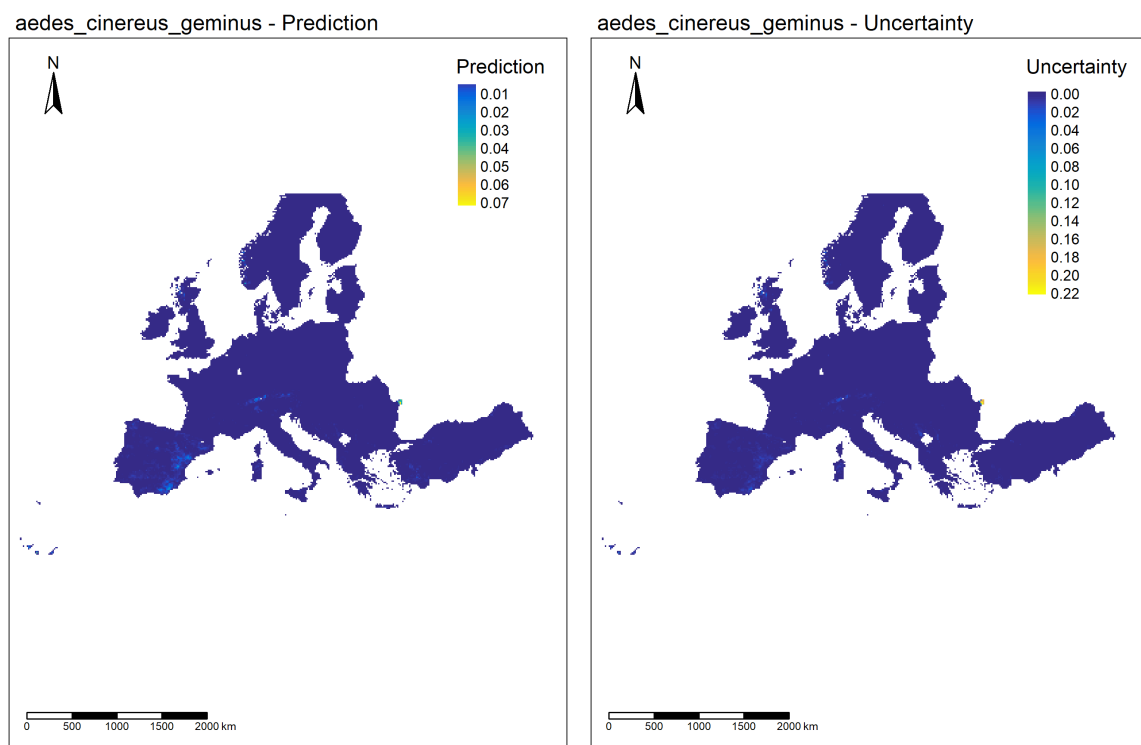 aedes_cinereus_geminus - Prediction
N
Prediction
0.01
0.02
0.03
0.04
0.05
0.06
0.07
0 500 1000 1500 2000 km
aedes_cinereus_geminus - Uncertainty
N
Uncertainty
0.00
0.02
0.04
0.06
0.08
0.10
0.12
0.14
0.16
0.18
0.20
0.22
0 500 1000 1500 2000 km